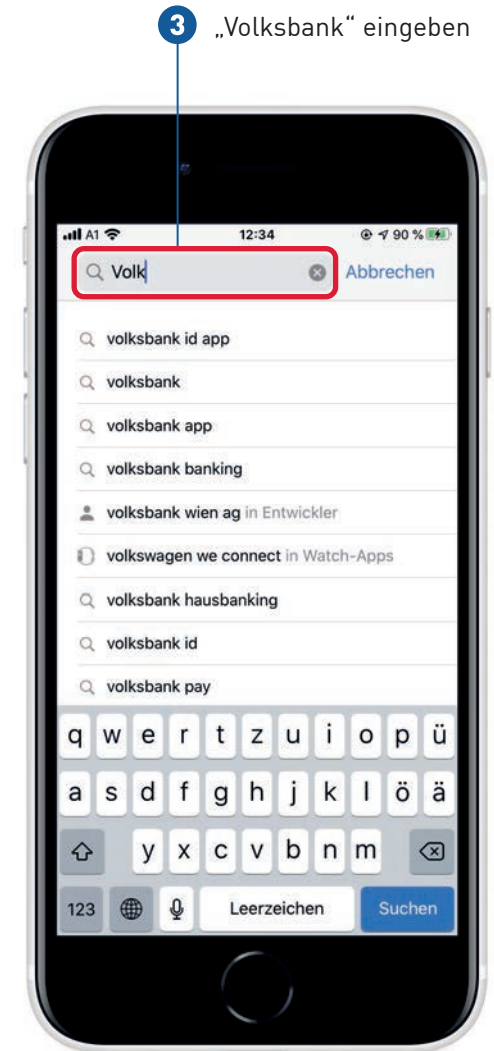 3 „Volksbank“ eingeben
A1 12:34 90 %
Volk Abbrechen
volksbank id app
volksbank
volksbank app
volksbank banking
volksbank wien ag in Entwickler
volkswagen we connect in Watch-Apps
volksbank hausbanking
volksbank id
volksbank pay
q w e r t z u i o p ü
a s d f g h j k l ö ä
y x c v b n m
123 Leerzeichen Suchen